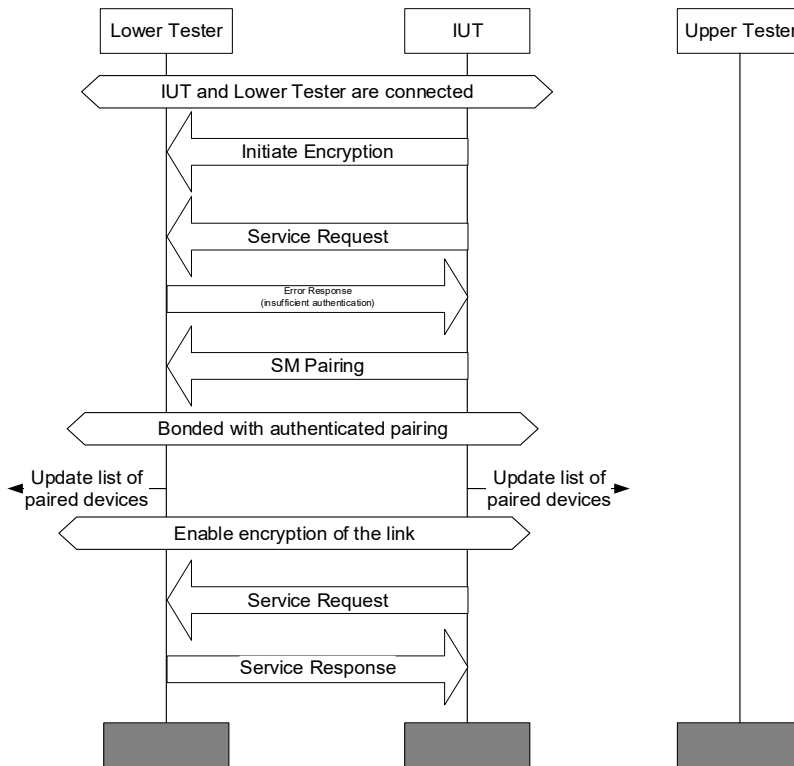 Lower Tester
IUT
Upper Tester
IUT and Lower Tester are connected
Initiate Encryption
Service Request
Error Response
(insufficient authentication)
SM Pairing
Bonded with authenticated pairing
Update list of
paired devices
Update list of
paired devices
Enable encryption of the link
Service Request
Service Response